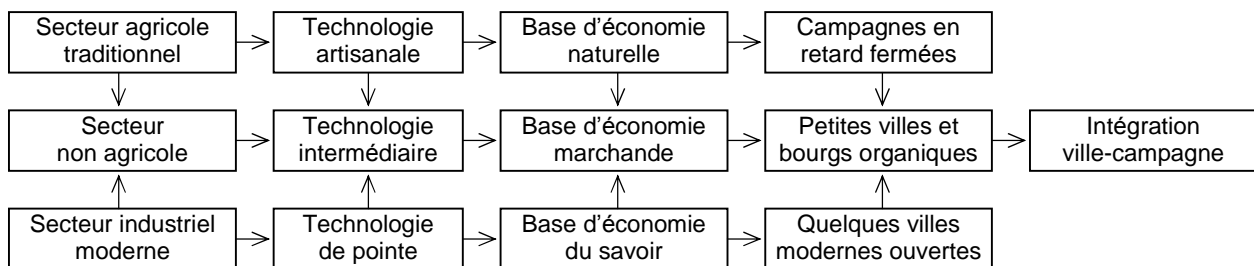 Secteur agricole
traditionnel
Technologie
artisanale
Base d'économie
naturelle
Campagnes en
retard fermées
Secteur
non agricole
Technologie
intermédiaire
Base d'économie
marchande
Petites villes et
bourgs organiques
Intégration
ville-campagne
Secteur industriel
moderne
Technologie
de pointe
Base d'économie
du savoir
Quelques villes
modernes ouvertes